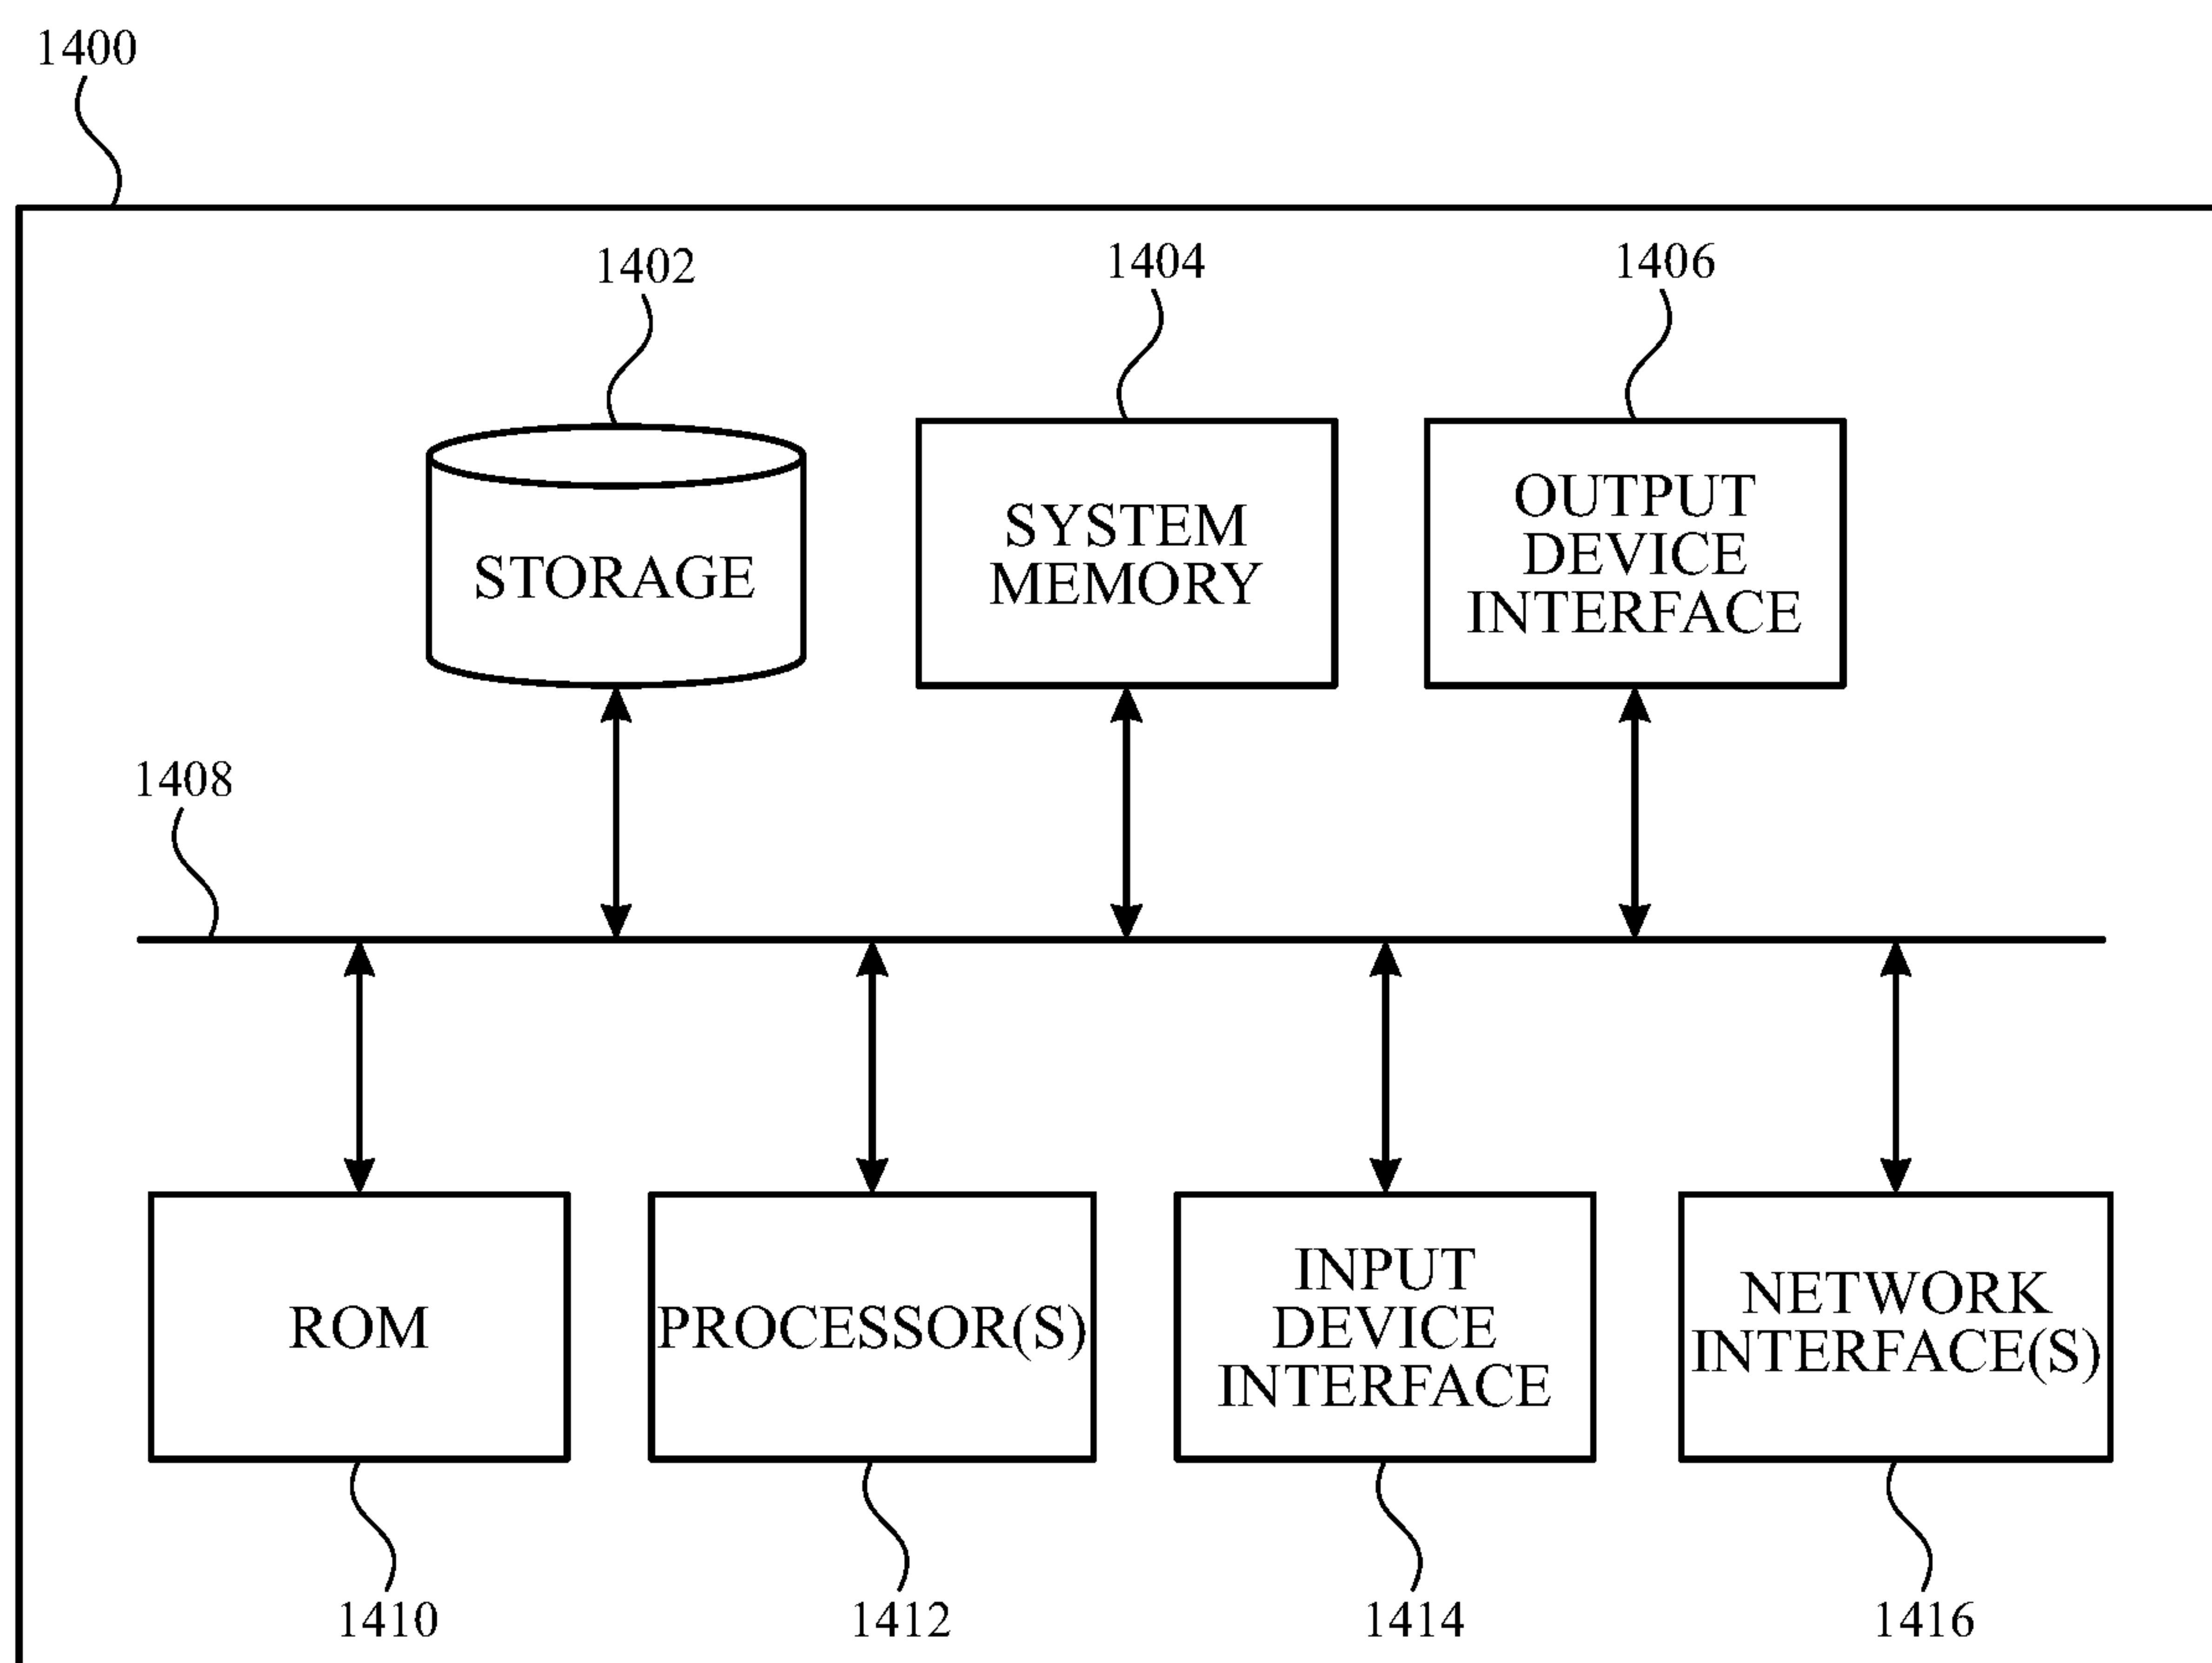 1400
1402
1404
1406
STORAGE
SYSTEM
MEMORY
OUTPUT
DEVICE
INTERFACE
1408
ROM
PROCESSOR(S)
INPUT
DEVICE
INTERFACE
NETWORK
INTERFACE(S)
1410
1412
1414
1416